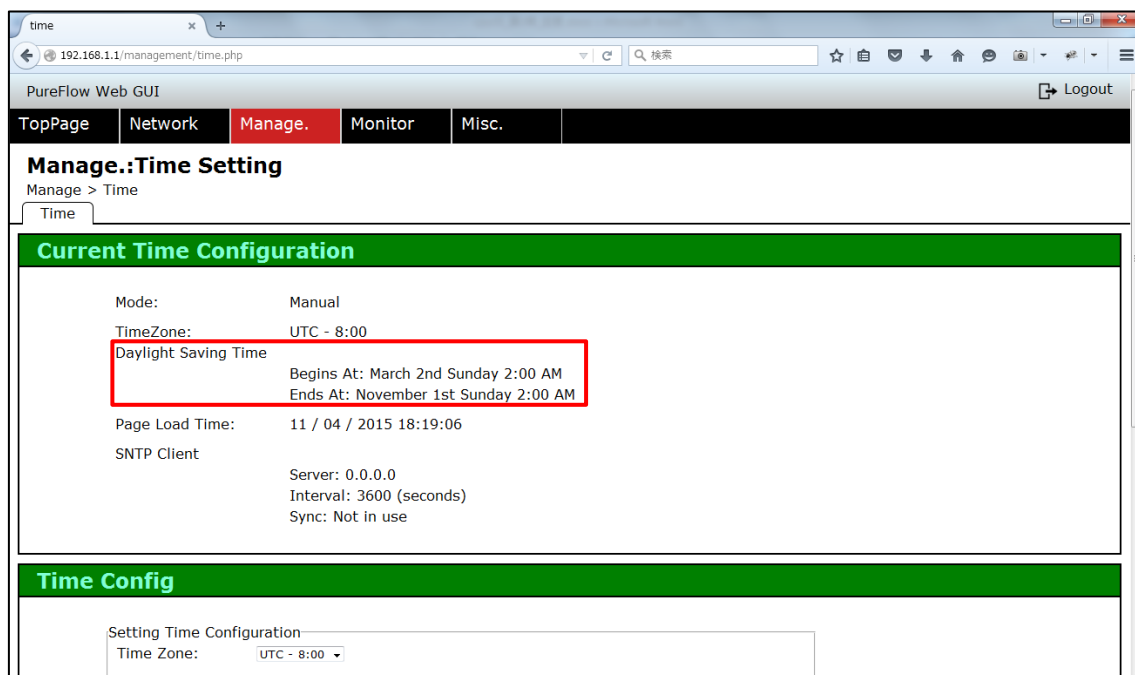 time
192.168.1.1/management/time.php
検索
PureFlow Web GUI
Logout
TopPage Network Manage. Monitor Misc.
Manage.:Time Setting
Manage > Time
Time
Current Time Configuration
Mode: Manual
TimeZone: UTC - 8:00
Daylight Saving Time
Begins At: March 2nd Sunday 2:00 AM
Ends At: November 1st Sunday 2:00 AM
Page Load Time: 11 / 04 / 2015 18:19:06
SNTP Client
Server: 0.0.0.0
Interval: 3600 (seconds)
Sync: Not in use
Time Config
Setting Time Configuration
Time Zone: UTC - 8:00